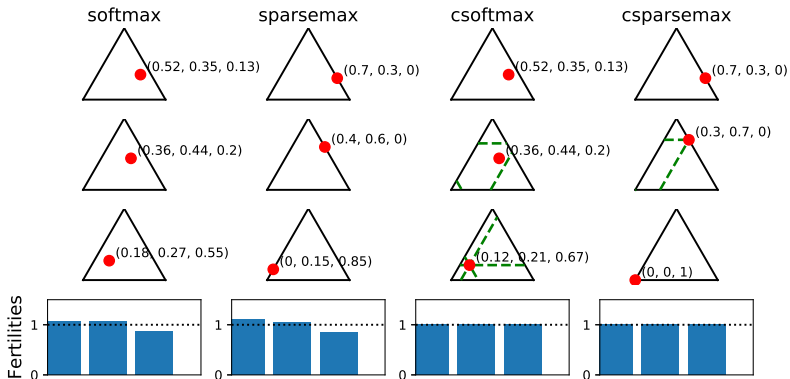 softmax sparsemax csoftmax csparsemax
(0.52, 0.35, 0.13) (0.7, 0.3, 0) (0.52, 0.35, 0.13) (0.7, 0.3, 0)
(0.36, 0.44, 0.2) (0.4, 0.6, 0) (0.36, 0.44, 0.2) (0.3, 0.7, 0)
(0.18, 0.27, 0.55) (0, 0.15, 0.85) (0.12, 0.21, 0.67) (0, 0, 1)
Fertilities
1 1 1 1
0 0 0 0